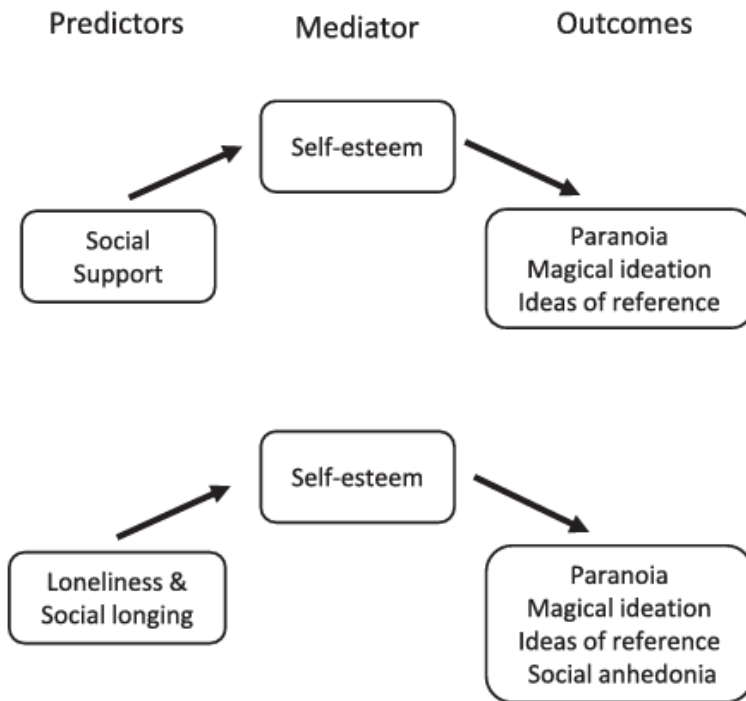 Predictors Mediator Outcomes
Self-esteem
Social
Support
Paranoia
Magical ideation
Ideas of reference
Self-esteem
Loneliness &
Social longing
Paranoia
Magical ideation
Ideas of reference
Social anhedonia